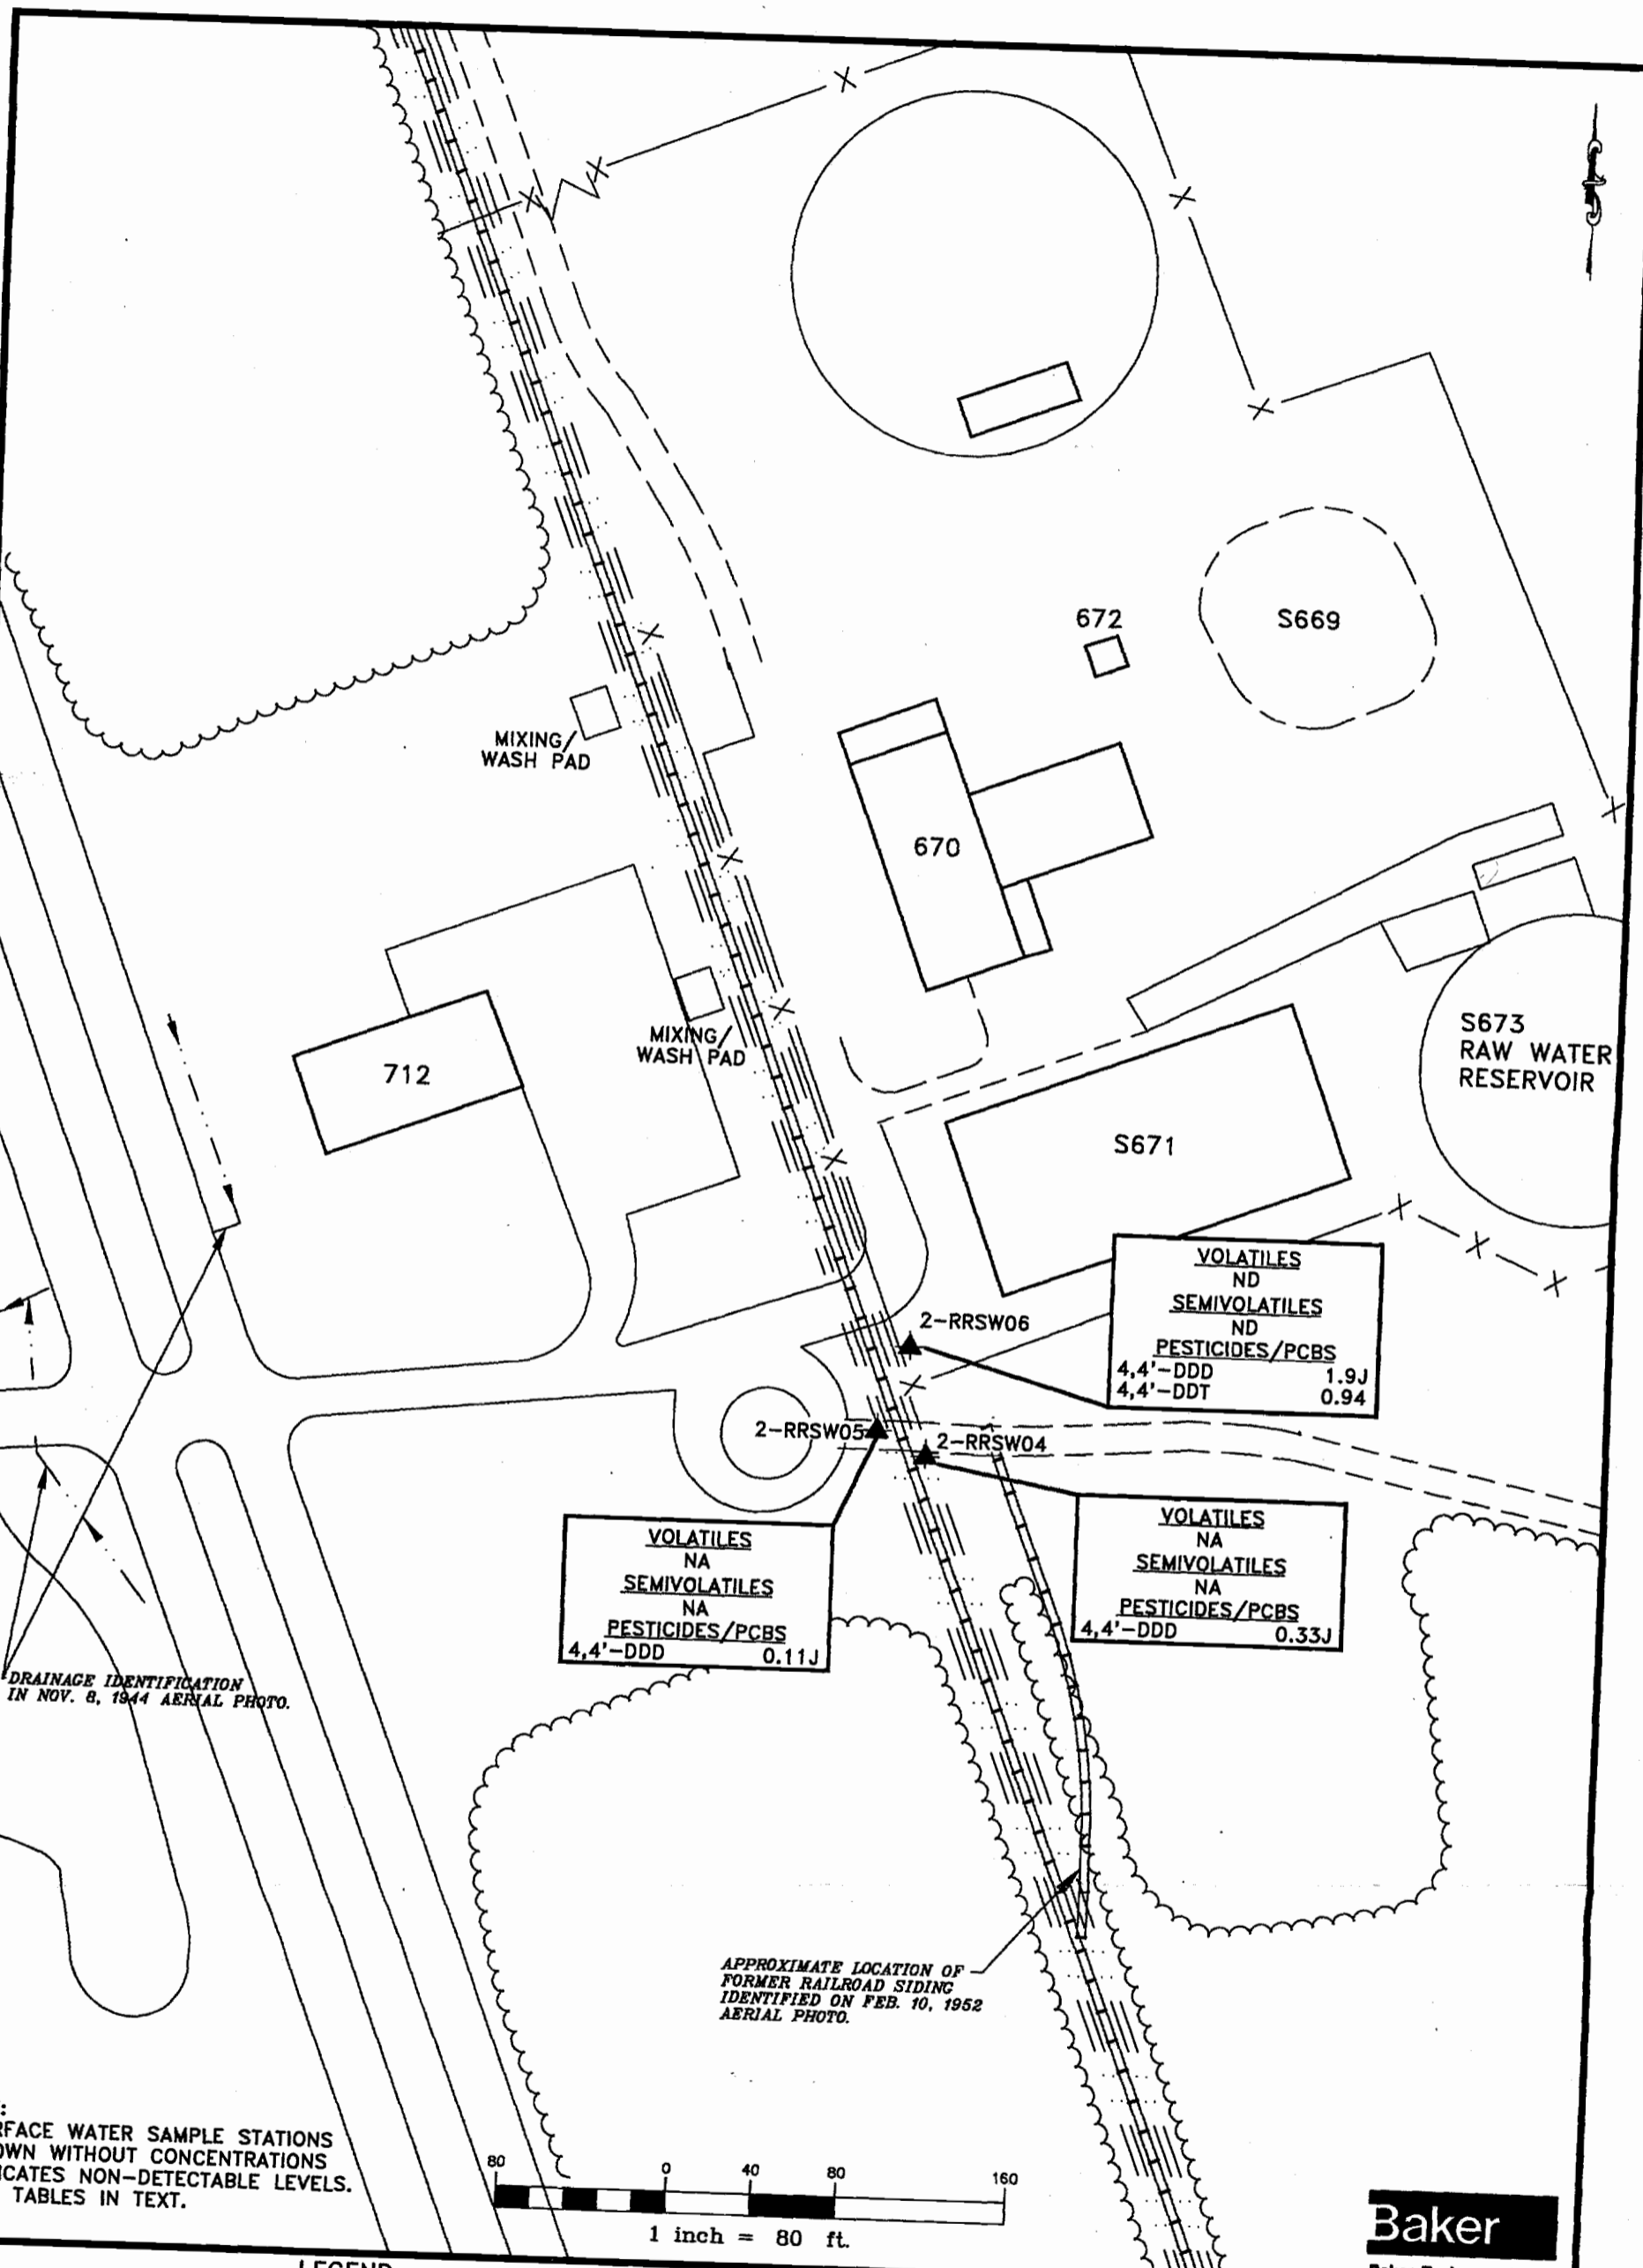 672
S669
MIXING/
WASH PAD
670
S673
RAW WATER
RESERVOIR
MIXING/
WASH PAD
712
S671
VOLATILES
ND
SEMIVOLATILES
ND
PESTICIDES/PCBS
4,4'-DDD 1.9J
4,4'-DDT 0.94
2-RRSW06
2-RRSW05
2-RRSW04
VOLATILES
NA
SEMIVOLATILES
NA
PESTICIDES/PCBS
4,4'-DDD 0.11J
VOLATILES
NA
SEMIVOLATILES
NA
PESTICIDES/PCBS
4,4'-DDD 0.33J
DRAINAGE IDENTIFICATION
IN NOV. 8, 1944 AERIAL PHOTO.
APPROXIMATE LOCATION OF
FORMER RAILROAD SIDING
IDENTIFIED ON FEB. 10, 1952
AERIAL PHOTO.
:
RFACE WATER SAMPLE STATIONS
OWN WITHOUT CONCENTRATIONS
ICATES NON-DETECTABLE LEVELS.
TABLES IN TEXT.
80 0 40 80 160
1 inch = 80 ft.
Baker
LEGEND